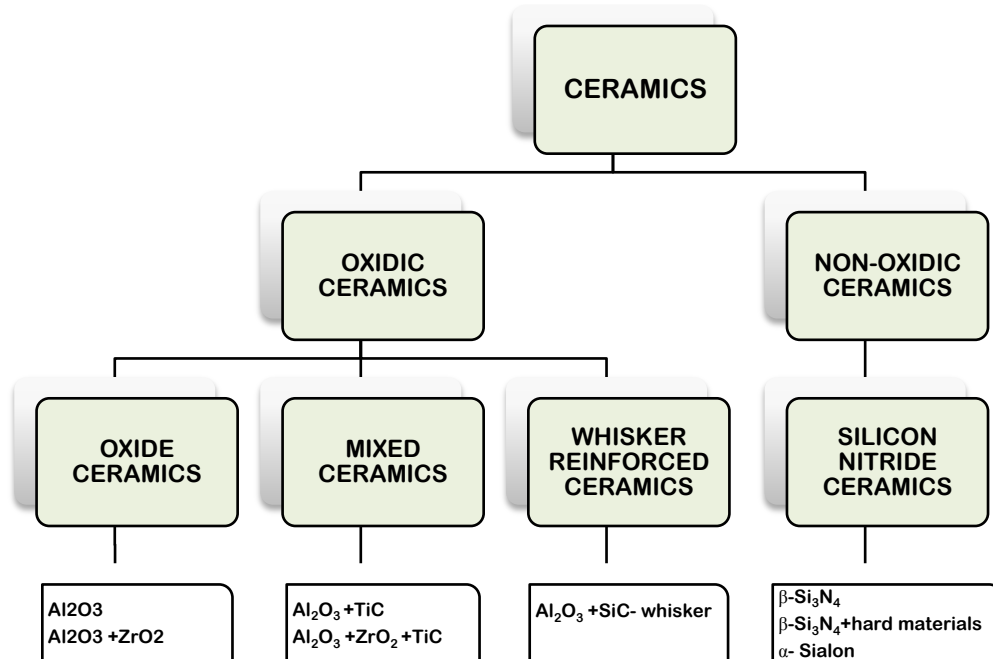 CERAMICS
OXIDIC
CERAMICS
NON-OXIDIC
CERAMICS
OXIDE
CERAMICS
MIXED
CERAMICS
WHISKER
REINFORCED
CERAMICS
SILICON
NITRIDE
CERAMICS
Al2O3
Al2O3 +ZrO2
Al₂O₃ +TiC
Al₂O₃ +ZrO₂ +TiC
Al₂O₃ +SiC- whisker
β-Si₃N₄
β-Si₃N₄+hard materials
α- Sialon